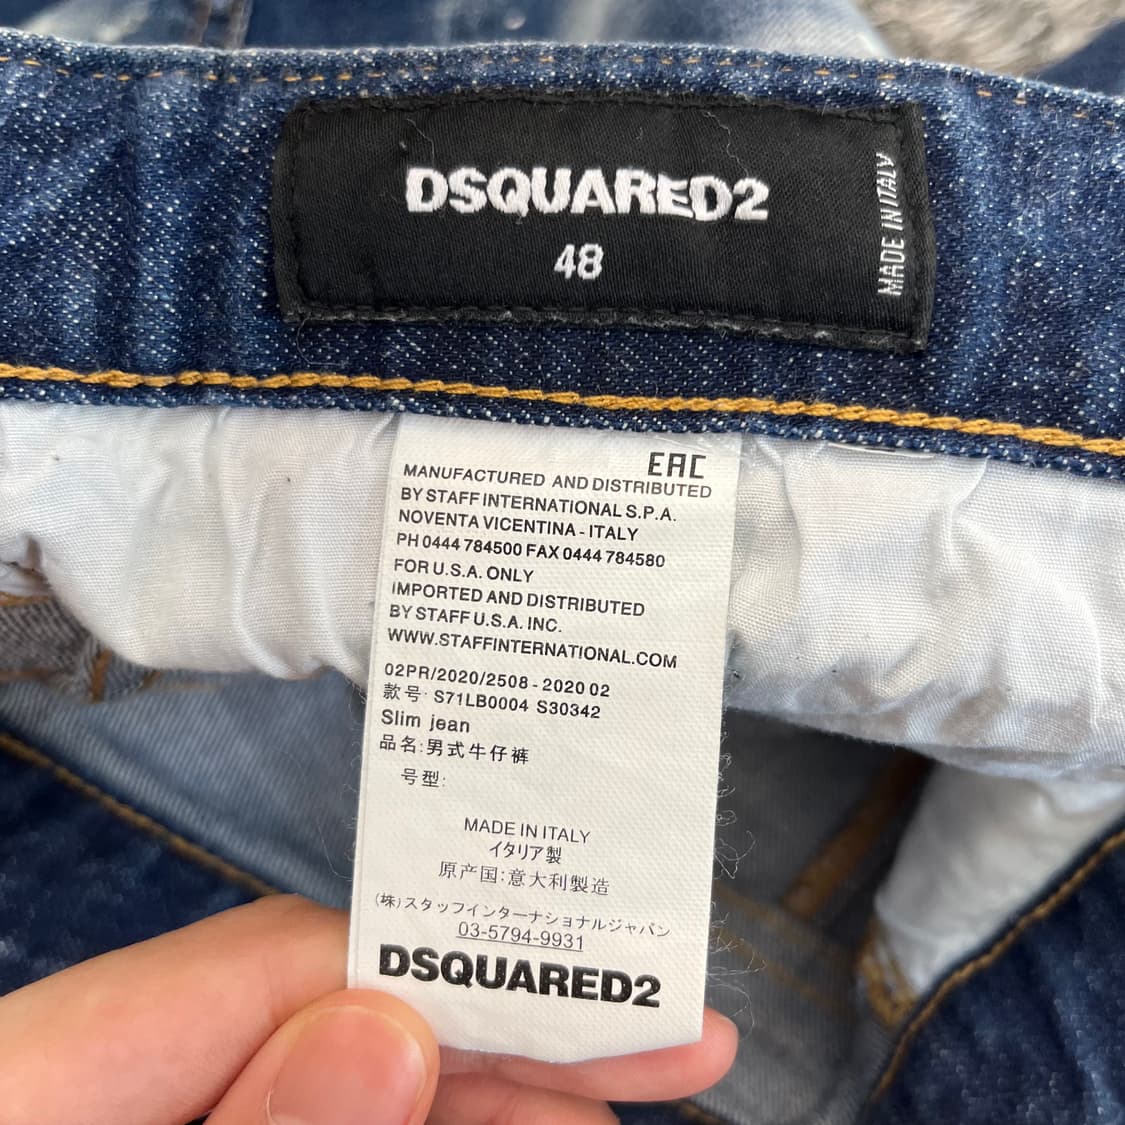 DSQUARED2
48
MADE IN ITALY
EAC
MANUFACTURED AND DISTRIBUTED
BY STAFF INTERNATIONAL S.P.A.
NOVENTA VICENTINA - ITALY
PH 0444 784500 FAX 0444 784580
FOR U.S.A. ONLY
IMPORTED AND DISTRIBUTED
BY STAFF U.S.A. INC.
WWW.STAFFINTERNATIONAL.COM
02PR/2020/2508 - 2020 02
款号: S71LB0004 S30342
Slim jean
品名:男式牛仔裤
号型:
MADE IN ITALY
イタリア製
原产国:意大利製造
(株)スタッフインターナショナルジャパン
03-5794-9931
DSQUARED2